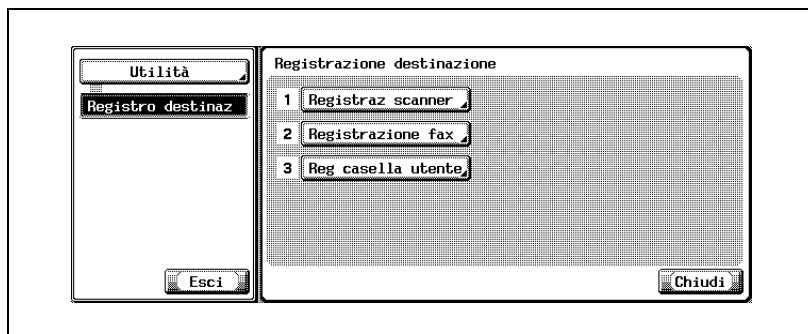 Utilità
Registro destinaz
Esci
Registrazione destinazione
1 Registraz scanner
2 Registrazione fax
3 Reg casella utente
Chiudi